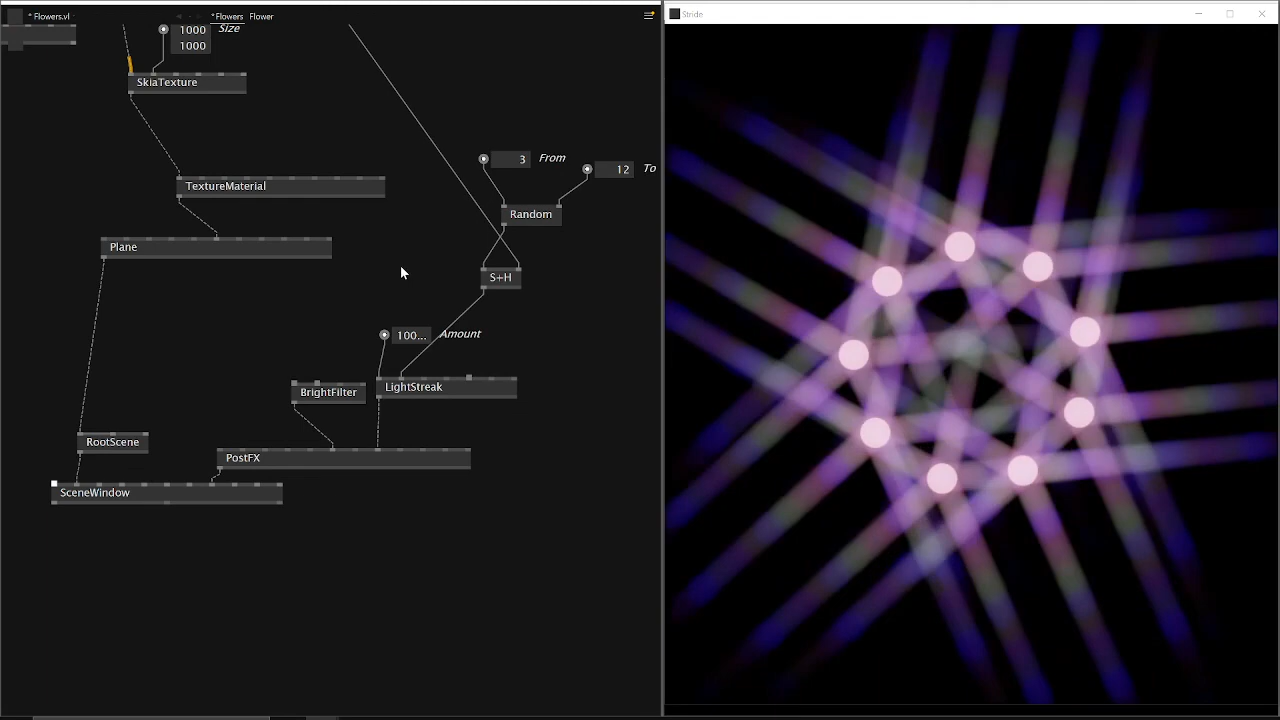 * Flowers.vl
*Flowers Flower
Stride
1000 Size
1000
SkiaTexture
3 From
12 To
TextureMaterial
Random
Plane
S+H
100... Amount
BrightFilter
LightStreak
RootScene
PostFX
SceneWindow